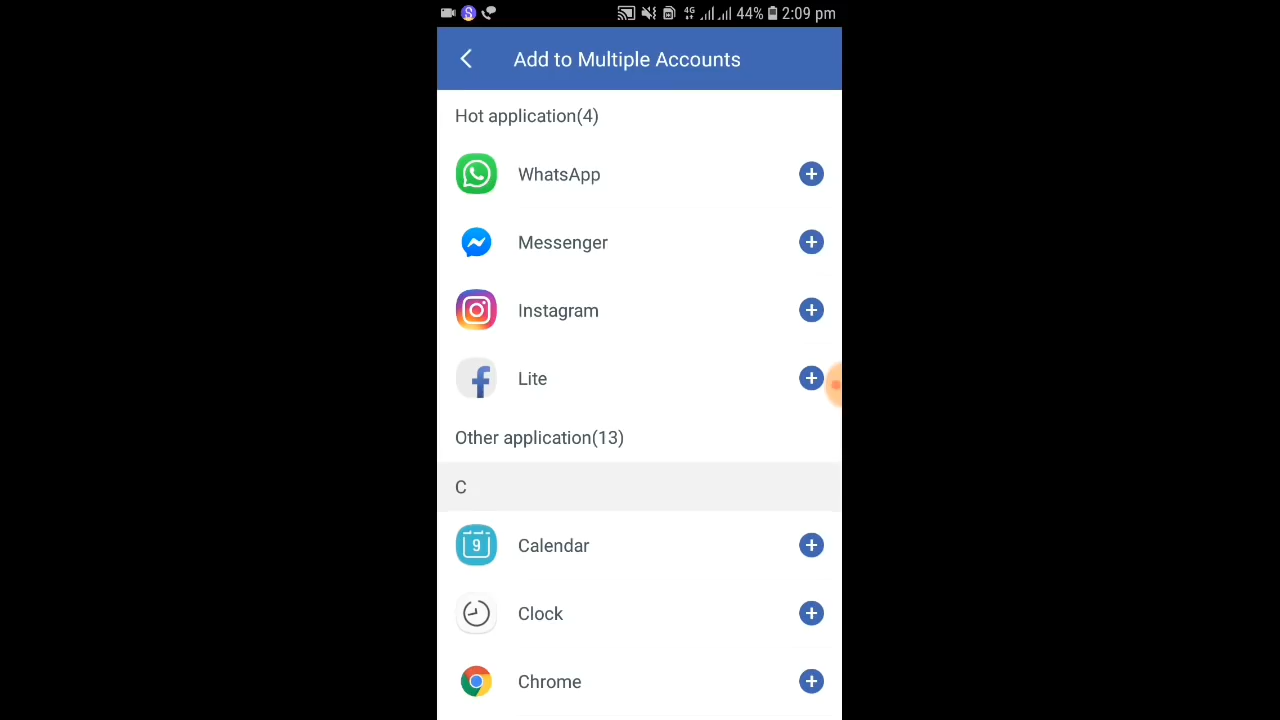 4G 44% 2:09 pm
Add to Multiple Accounts
Hot application(4)
WhatsApp
Messenger
Instagram
Lite
Other application(13)
C
9 Calendar
Clock
Chrome